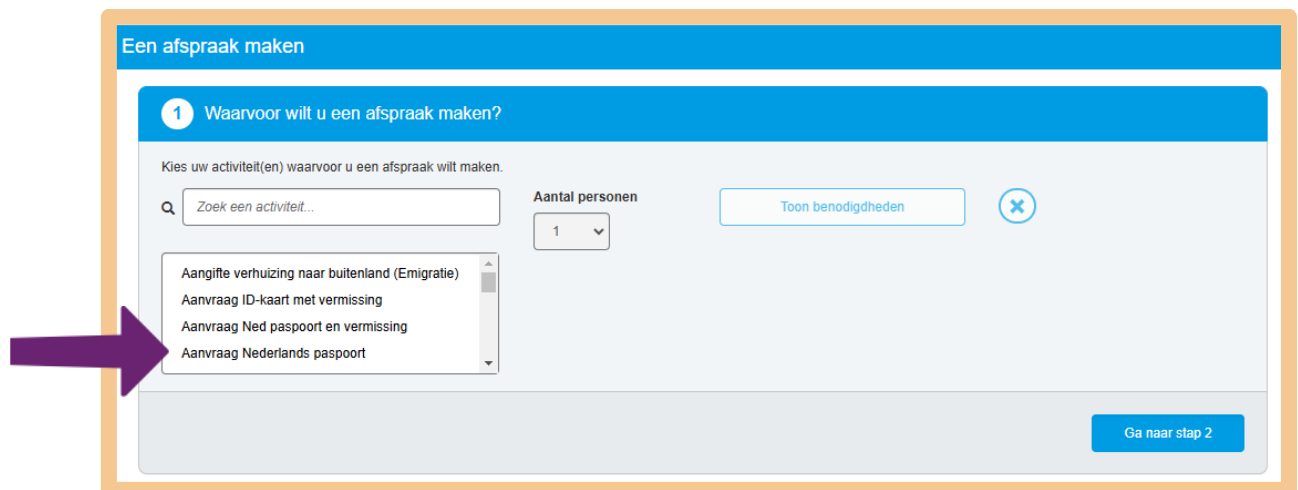 Een afspraak maken
1 Waarvoor wilt u een afspraak maken?
Kies uw activiteit(en) waarvoor u een afspraak wilt maken.
Zoek een activiteit...
Aantal personen
1
Toon benodigdheden
Aangifte verhuizing naar buitenland (Emigratie)
Aanvraag ID-kaart met vermissing
Aanvraag Ned paspoort en vermissing
Aanvraag Nederlands paspoort
Ga naar stap 2